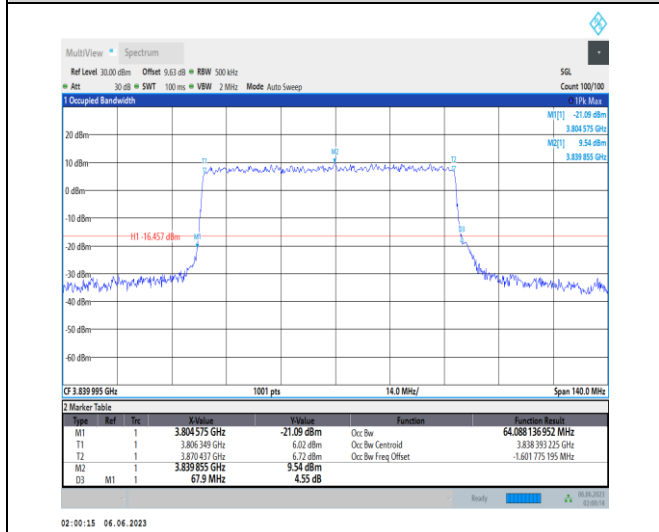 MultiView Spectrum
Ref Level 30.00 dBm Offset 9.63 dB RBW 500 kHz SGL
Att 30 dB SWT 100 ms VBW 2 MHz Mode Auto Sweep Count 100/100
1 Occupied Bandwidth 1Pk Max
M1[1] -21.09 dBm
3.804 575 GHz
20 dBm
M2[1] 9.54 dBm
3.839 855 GHz
T1 M2 T2
10 dBm
0 dBm
-10 dBm
H1 -16.457 dBm M1 D3
-20 dBm
-30 dBm
-40 dBm
-50 dBm
-60 dBm
CF 3.839 995 GHz 1001 pts 14.0 MHz/ Span 140.0 MHz
2 Marker Table
Type Ref Trc X-Value Y-Value Function Function Result
M1 1 3.804 575 GHz -21.09 dBm Occ Bw 64.088 136 952 MHz
T1 1 3.806 349 GHz 6.02 dBm Occ Bw Centroid 3.838 393 225 GHz
T2 1 3.870 437 GHz 6.72 dBm Occ Bw Freq Offset -1.601 775 195 MHz
M2 1 3.839 855 GHz 9.54 dBm
D3 M1 1 67.9 MHz 4.55 dB
Ready 06.06.2023
02:00:16
02:00:15 06.06.2023